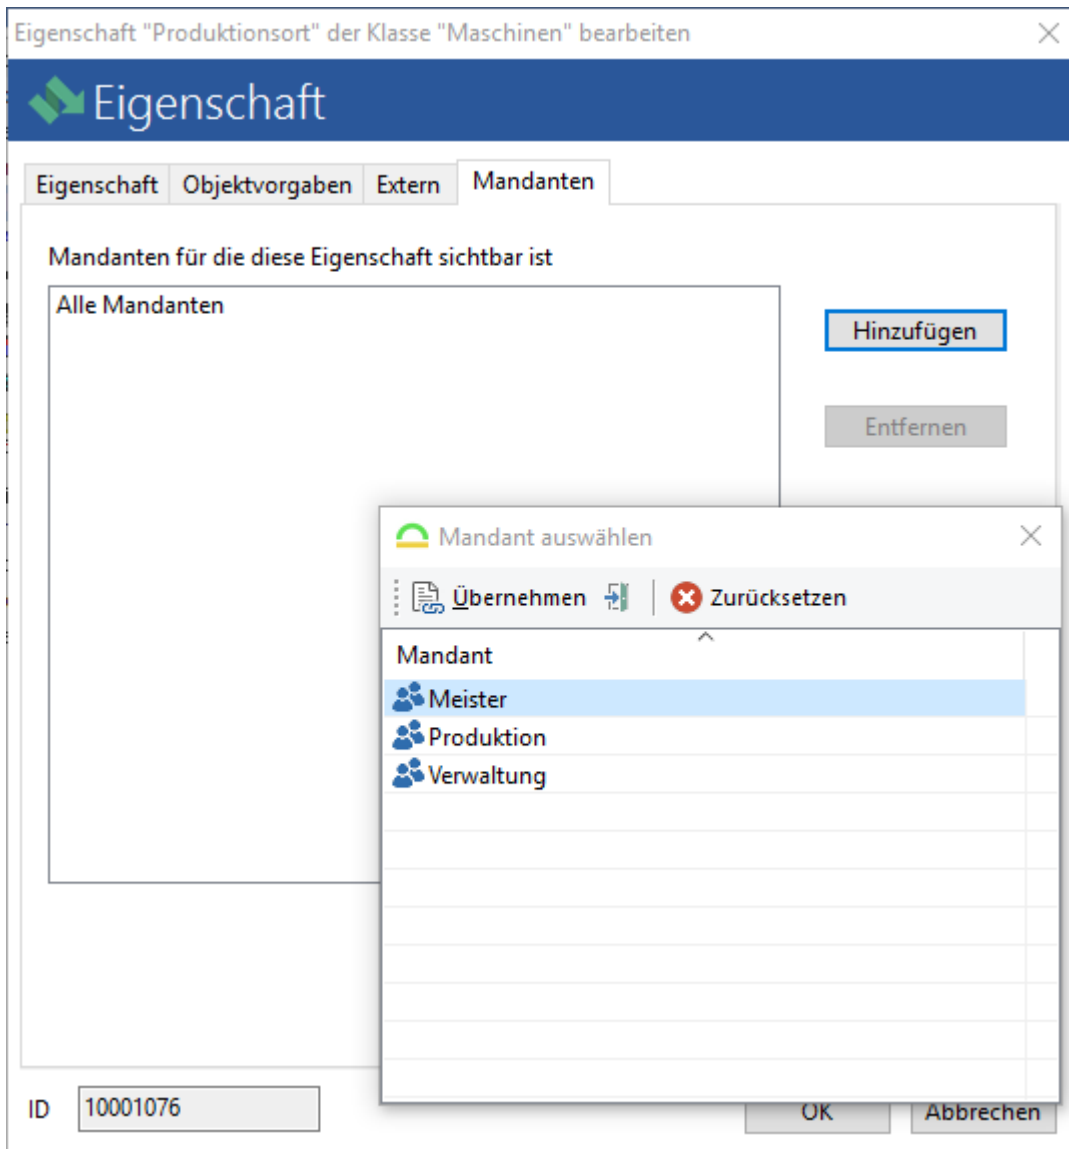 Eigenschaft "Produktionsort" der Klasse "Maschinen" bearbeiten
Eigenschaft
Eigenschaft Objektvorgaben Extern Mandanten
Mandanten für die diese Eigenschaft sichtbar ist
Alle Mandanten
Hinzufügen
Entfernen
Mandant auswählen
Übernehmen Zurücksetzen
Mandant
Meister
Produktion
Verwaltung
ID 10001076
OK Abbrechen